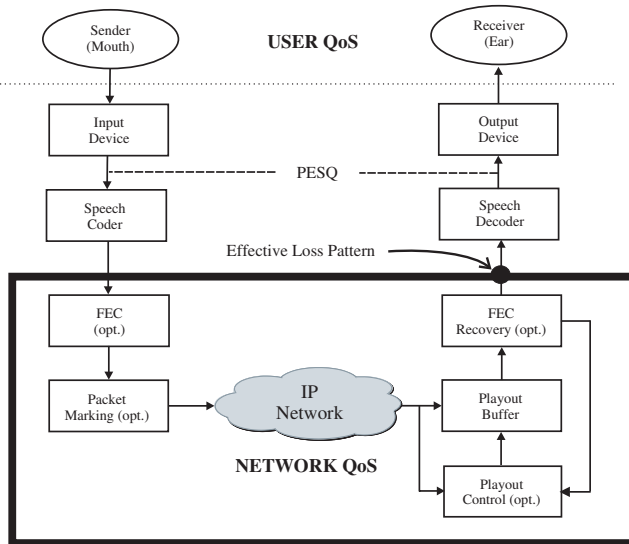 Sender
(Mouth)
USER QoS
Receiver
(Ear)
Input
Device
Output
Device
PESQ
Speech
Coder
Speech
Decoder
Effective Loss Pattern
FEC
(opt.)
FEC
Recovery (opt.)
Packet
Marking (opt.)
IP
Network
Playout
Buffer
NETWORK QoS
Playout
Control (opt.)